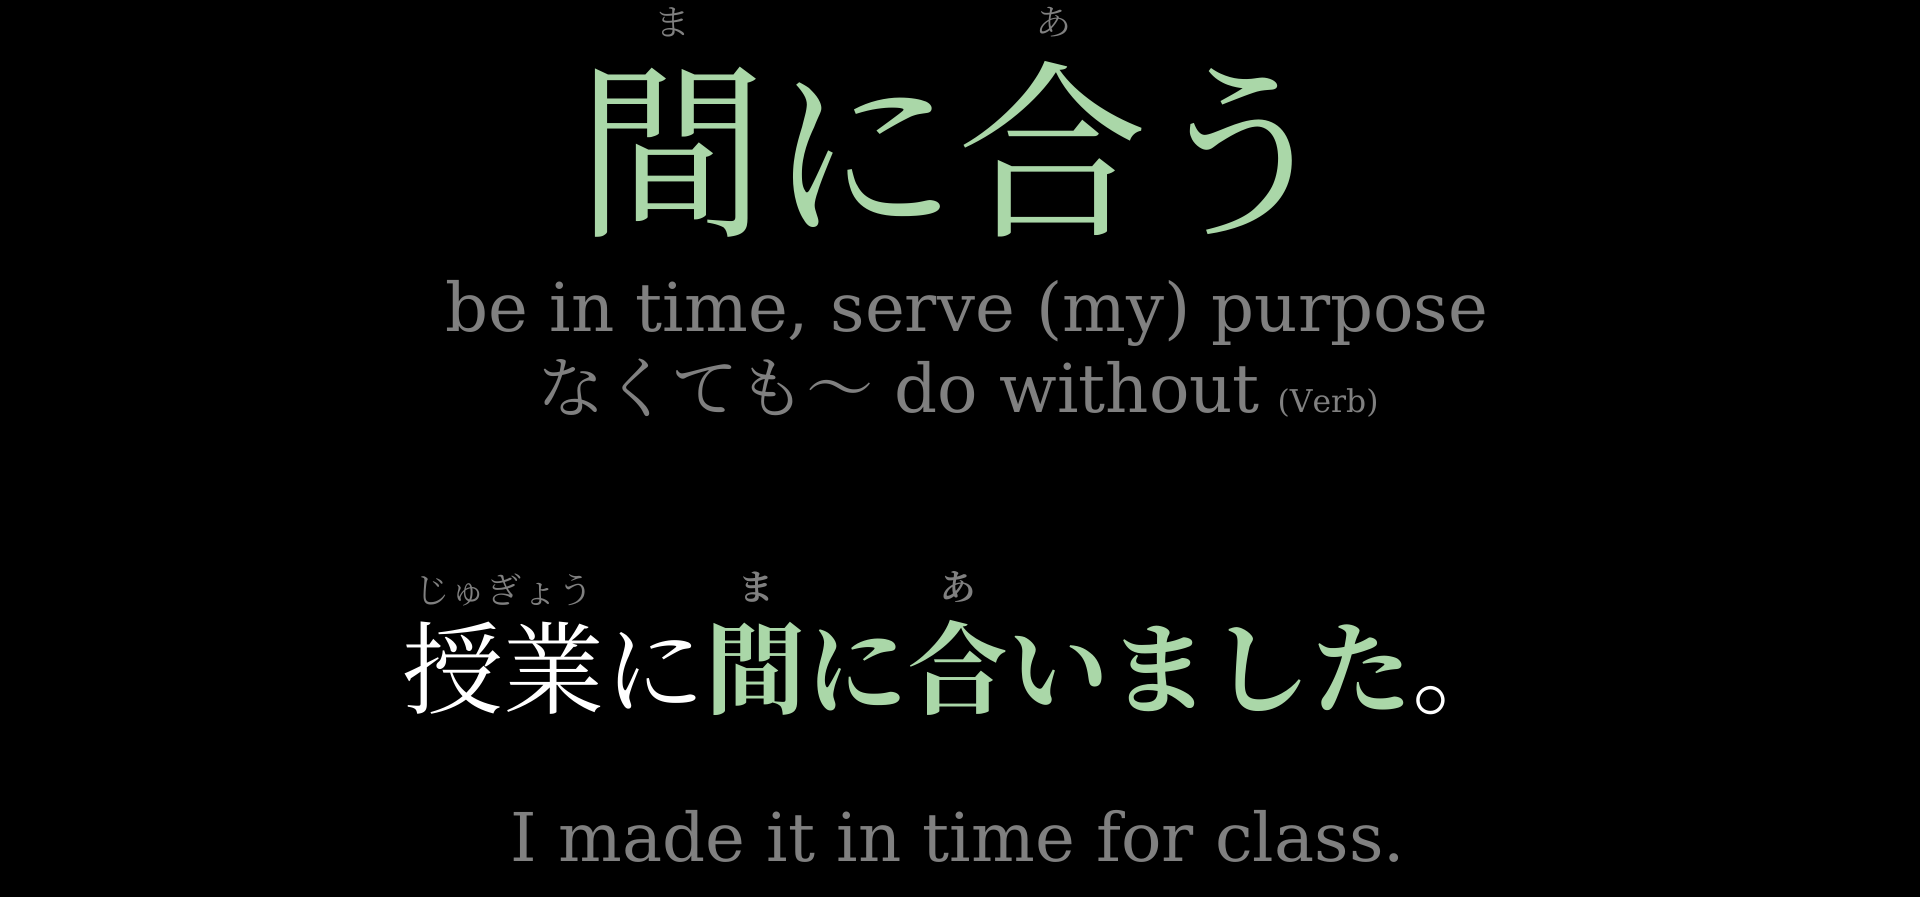 ま あ
間に合う
be in time, serve (my) purpose
なくても〜 do without (Verb)
じゅぎょう ま あ
授業に間に合いました。
I made it in time for class.